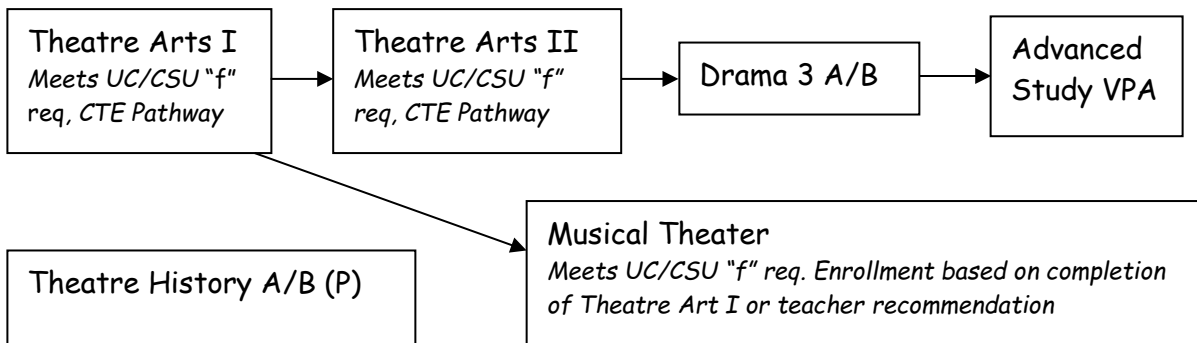 Theatre Arts I
Meets UC/CSU “f”
req, CTE Pathway
Theatre Arts II
Meets UC/CSU “f”
req, CTE Pathway
Drama 3 A/B
Advanced
Study VPA
Musical Theater
Meets UC/CSU “f” req. Enrollment based on completion
of Theatre Art I or teacher recommendation
Theatre History A/B (P)